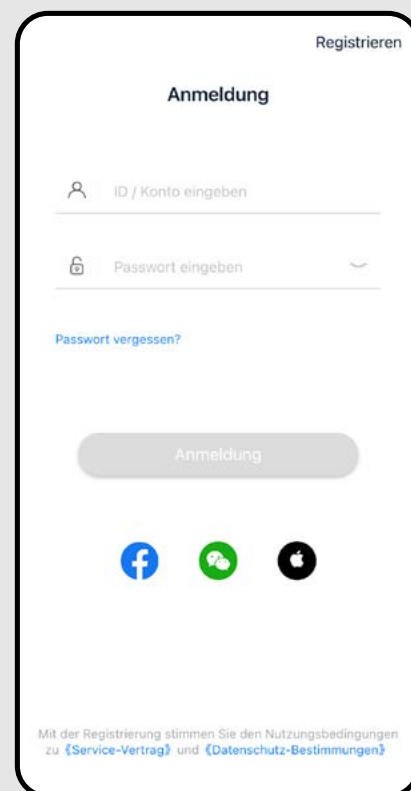 Registrieren
Anmeldung
ID / Konto eingeben
Passwort eingeben
Passwort vergessen?
Anmeldung
Mit der Registrierung stimmen Sie den Nutzungsbedingungen
zu 《Service-Vertrag》 und 《Datenschutz-Bestimmungen》